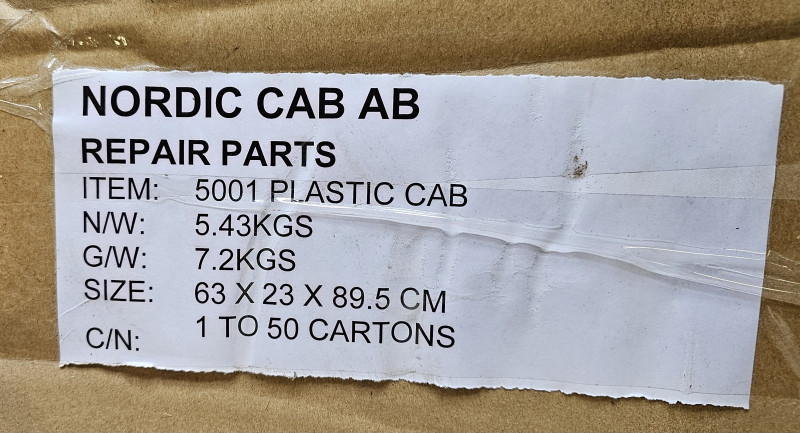 NORDIC CAB AB
REPAIR PARTS
ITEM: 5001 PLASTIC CAB
N/W: 5.43KGS
G/W: 7.2KGS
SIZE: 63 X 23 X 89.5 CM
C/N: 1 TO 50 CARTONS